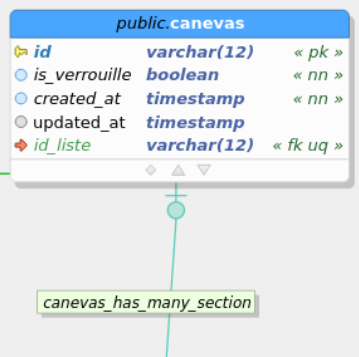 public.canevas
id varchar(12) « pk »
is_verrouille boolean « nn »
created_at timestamp « nn »
updated_at timestamp
id_liste varchar(12) « fk uq »
canevas_has_many_section